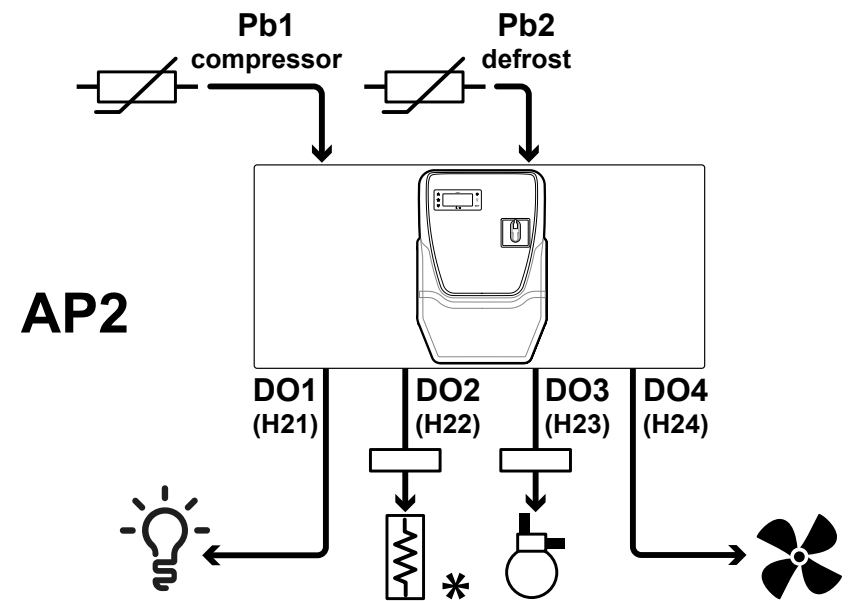 Pb1
compressor
Pb2
defrost
AP2
DO1
(H21)
DO2
(H22)
DO3
(H23)
DO4
(H24)
*